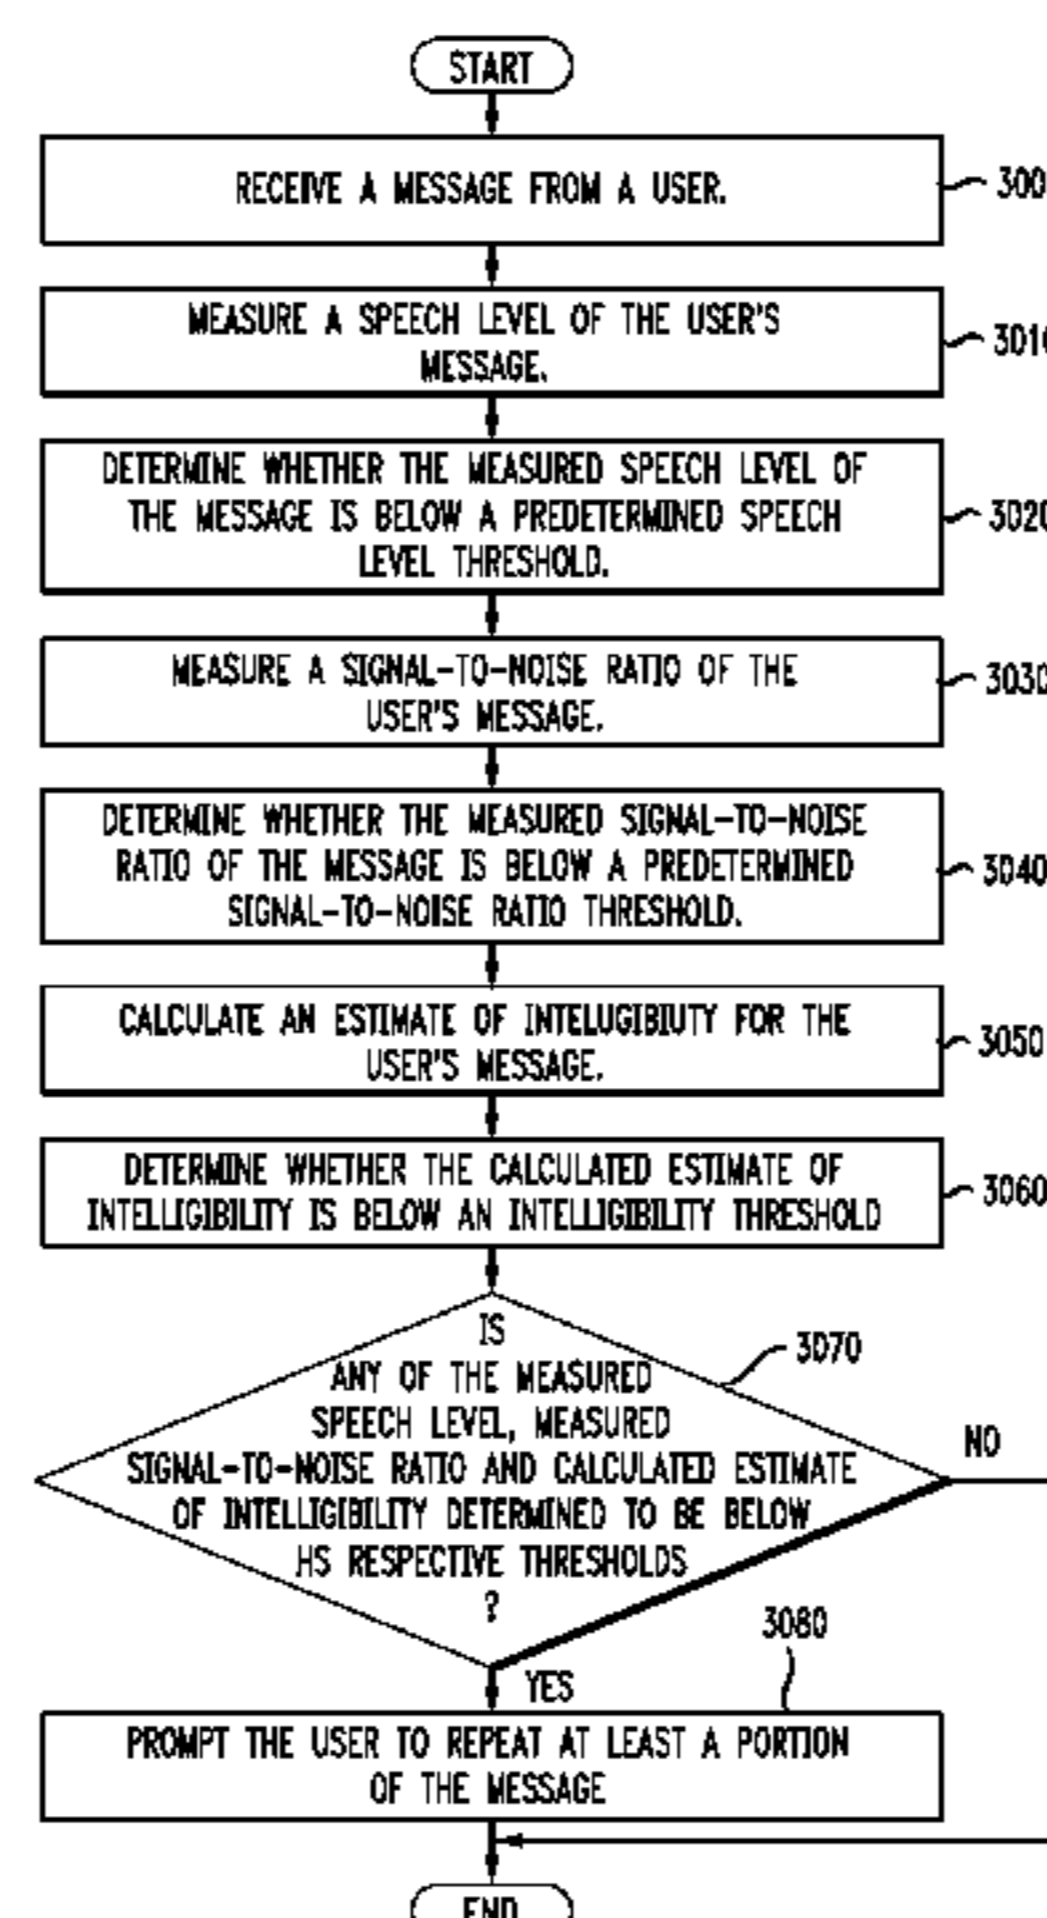 START
RECEIVE A MESSAGE FROM A USER.
300
MEASURE A SPEECH LEVEL OF THE USER'S
MESSAGE.
3010
DETERMINE WHETHER THE MEASURED SPEECH LEVEL OF
THE MESSAGE IS BELOW A PREDETERMINED SPEECH
LEVEL THRESHOLD.
3020
MEASURE A SIGNAL-TO-NOISE RATIO OF THE
USER'S MESSAGE.
3030
DETERMINE WHETHER THE MEASURED SIGNAL-TO-NOISE
RATIO OF THE MESSAGE IS BELOW A PREDETERMINED
SIGNAL-TO-NOISE RATIO THRESHOLD.
3040
CALCULATE AN ESTIMATE OF INTELUGIBIUTY FOR THE
USER'S MESSAGE.
3050
DETERMINE WHETHER THE CALCULATED ESTIMATE OF
INTELLIGIBILITY IS BELOW AN INTELLIGIBILITY THRESHOLD
3060
IS
ANY OF THE MEASURED
SPEECH LEVEL, MEASURED
SIGNAL-TO-NOISE RATIO AND CALCULATED ESTIMATE
OF INTELLIGIBILITY DETERMINED TO BE BELOW
HS RESPECTIVE THRESHOLDS
?
3070
NO
YES
3080
PROMPT THE USER TO REPEAT AT LEAST A PORTION
OF THE MESSAGE
END